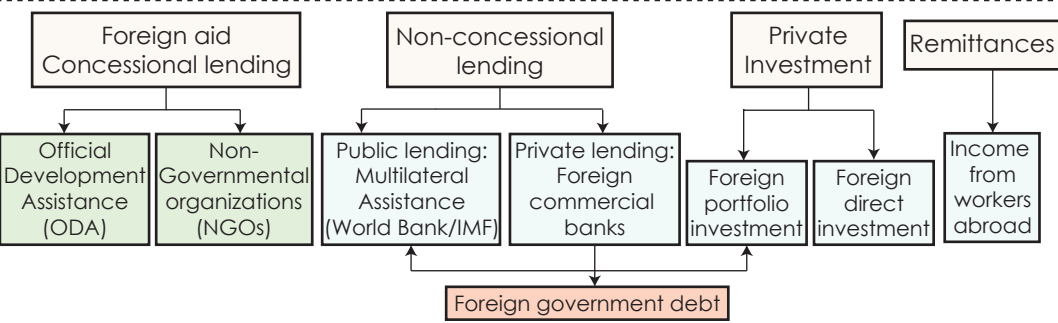 Foreign aid
Concessional lending
Non-concessional
lending
Private
Investment
Remittances
Official
Development
Assistance
(ODA)
Non-
Governmental
organizations
(NGOs)
Public lending:
Multilateral
Assistance
(World Bank/IMF)
Private lending:
Foreign
commercial
banks
Foreign
portfolio
investment
Foreign
direct
investment
Income
from
workers
abroad
Foreign government debt